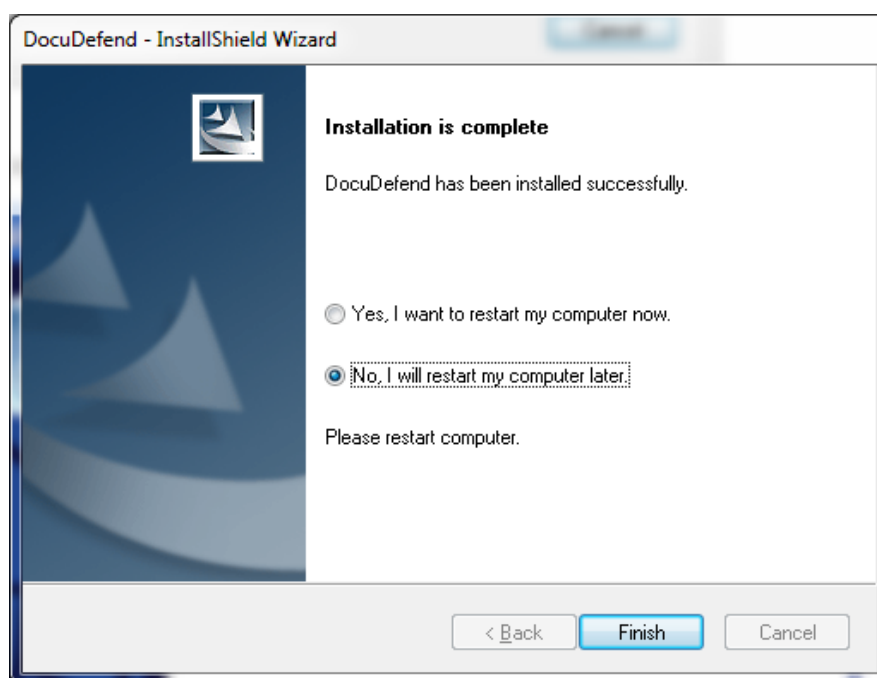 DocuDefend - InstallShield Wizard
Cancel
Installation is complete
DocuDefend has been installed successfully.
Yes, I want to restart my computer now.
No, I will restart my computer later.
Please restart computer.
< Back
Finish
Cancel